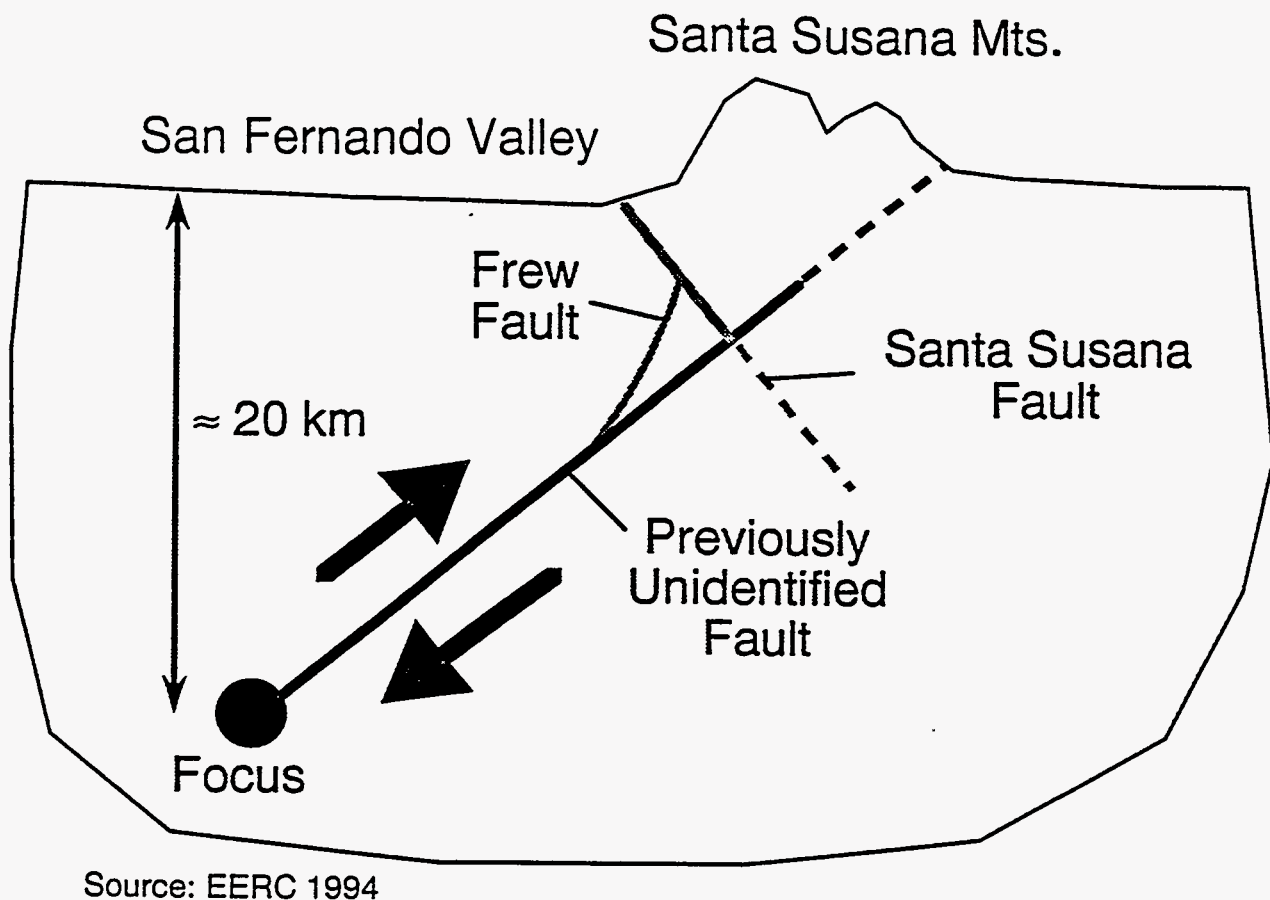 Santa Susana Mts.
San Fernando Valley
Frew
Fault
Santa Susana
Fault
≈ 20 km
Previously
Unidentified
Fault
Focus
Source: EERC 1994